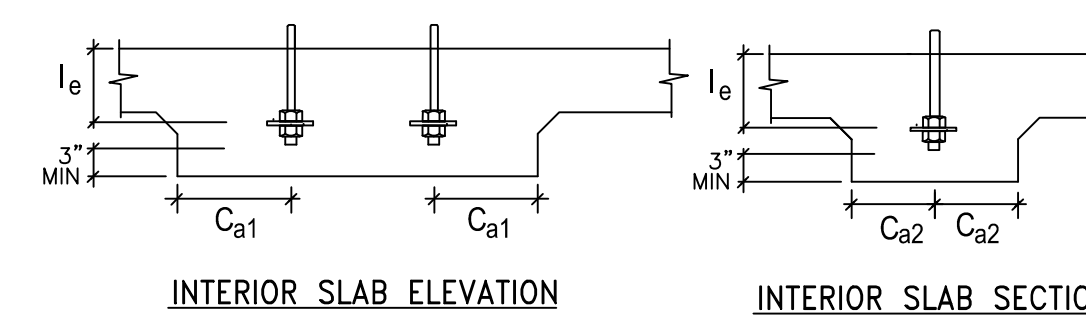 le
3"
MIN
Ca1
Ca1
INTERIOR SLAB ELEVATION
le
3"
MIN
Ca2
Ca2
INTERIOR SLAB SECTIO